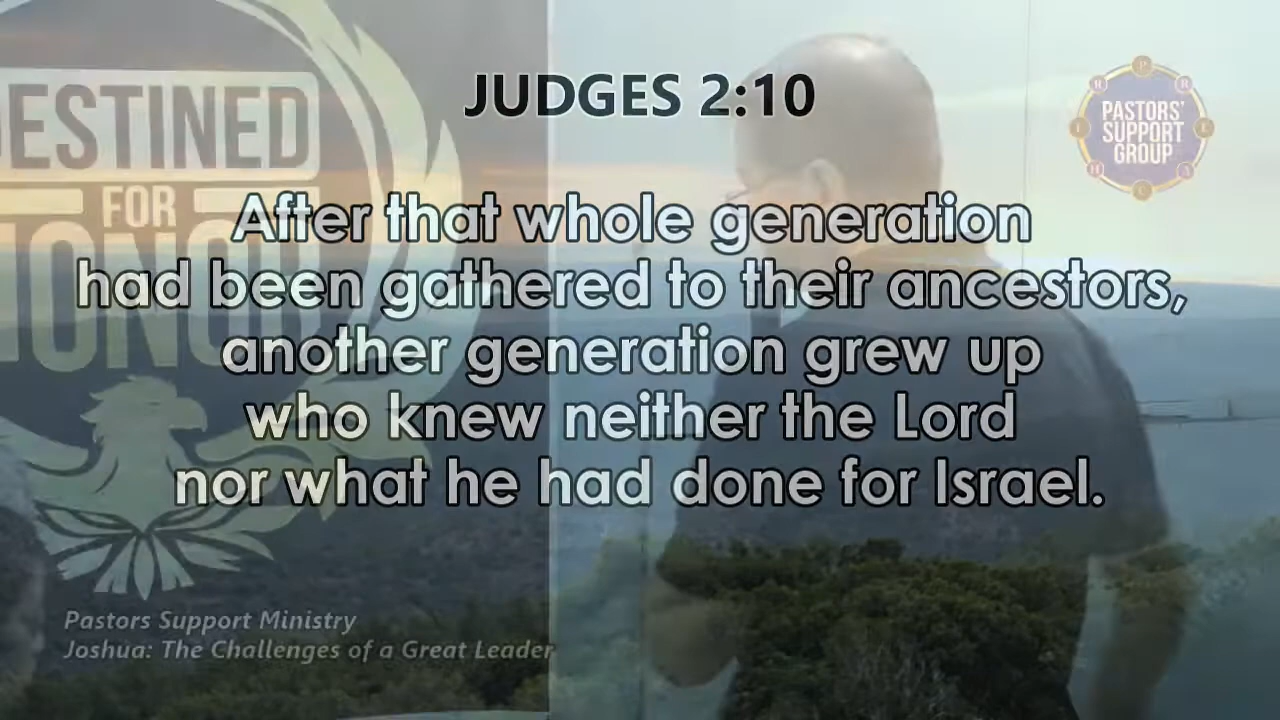 JUDGES 2:10
ESTINED
FOR
HONOR
PASTORS'
SUPPORT
GROUP
After that whole generation
had been gathered to their ancestors,
another generation grew up
who knew neither the Lord
nor what he had done for Israel.
Pastors Support Ministry
Joshua: The Challenges of a Great Leader